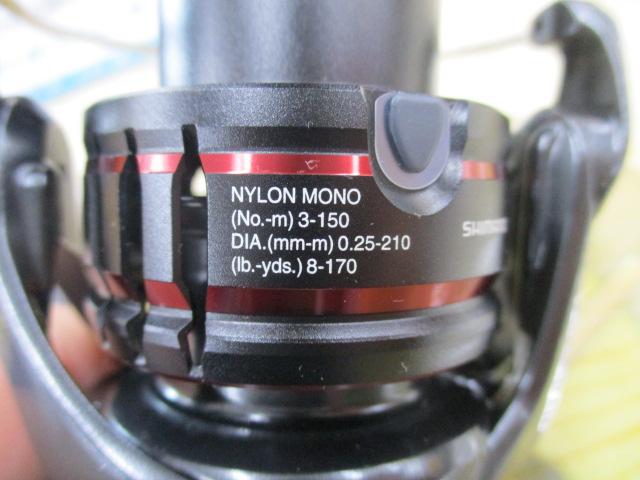 NYLON MONO
(No.-m) 3-150
DIA.(mm-m) 0.25-210
(lb.-yds.) 8-170